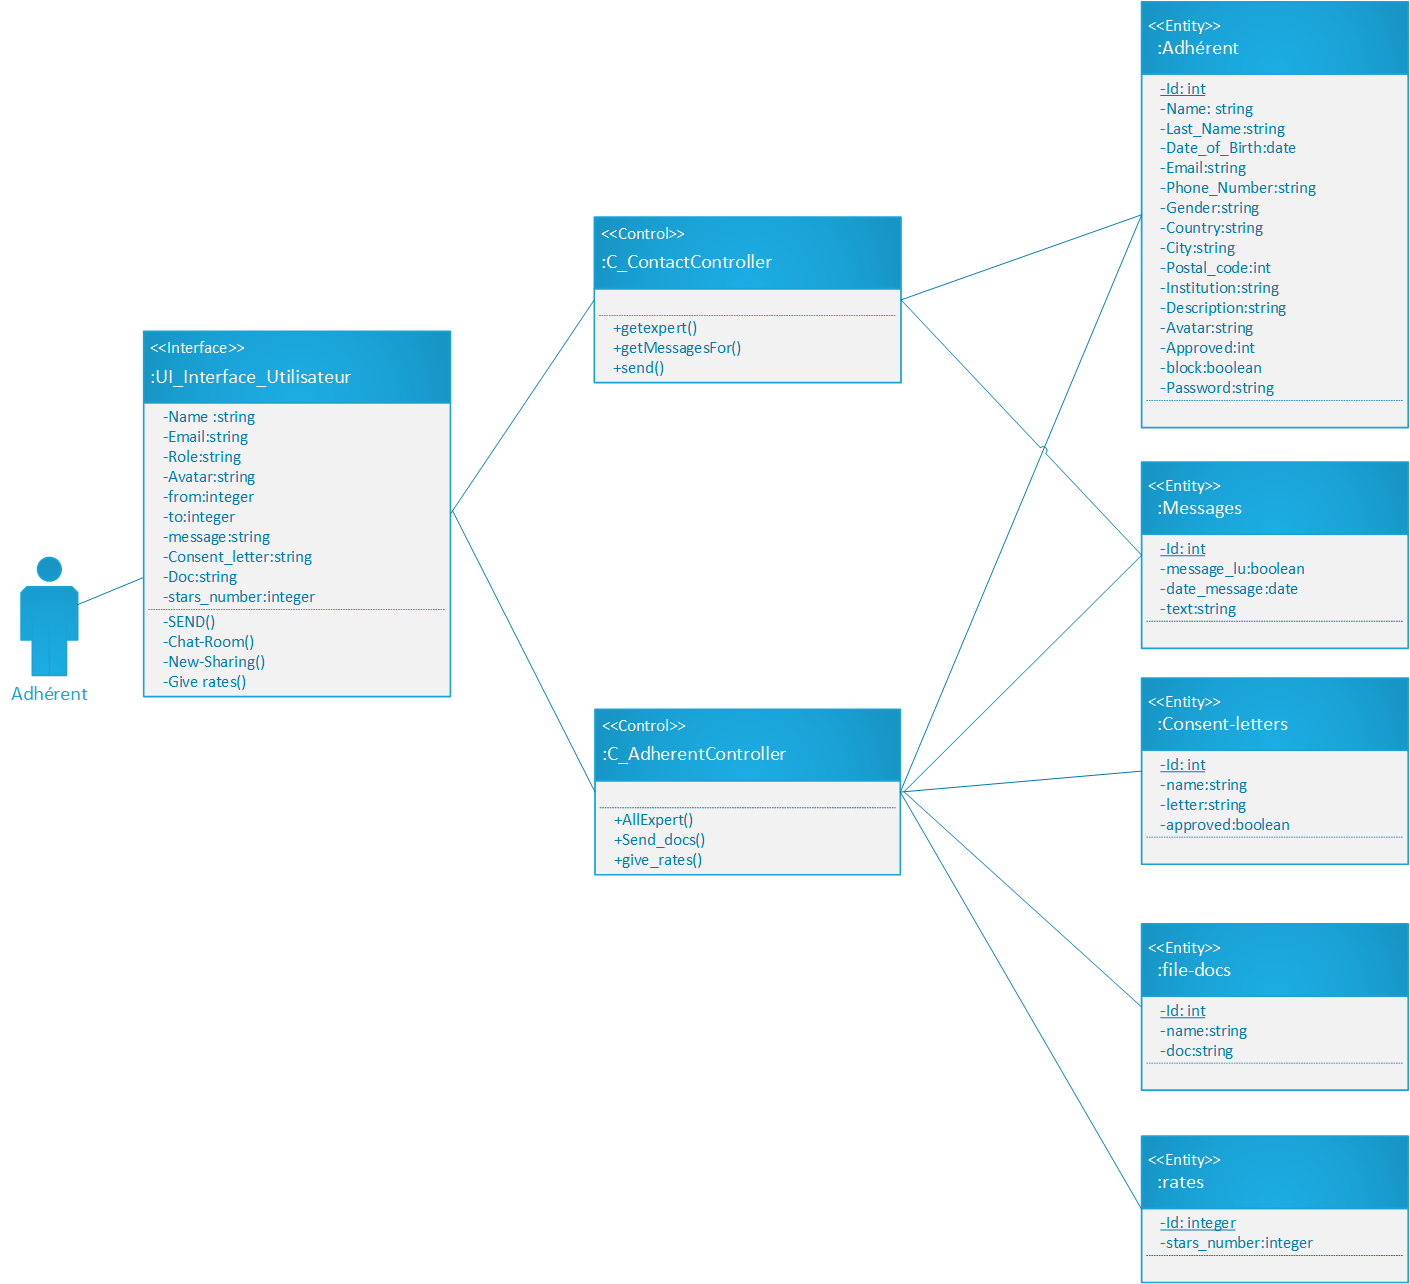 Adhérent
<<Interface>>
:UI_Interface_Utilisateur
-Name :string
-Email:string
-Role:string
-Avatar:string
-from:integer
-to:integer
-message:string
-Consent_letter:string
-Doc:string
-stars_number:integer
-SEND()
-Chat-Room()
-New-Sharing()
-Give rates()
<<Control>>
:C_ContactController
+getexpert()
+getMessagesFor()
+send()
<<Control>>
:C_AdherentController
+AllExpert()
+Send_docs()
+give_rates()
<<Entity>>
:Adhérent
-Id: int
-Name: string
-Last_Name:string
-Date_of_Birth:date
-Email:string
-Phone_Number:string
-Gender:string
-Country:string
-City:string
-Postal_code:int
-Institution:string
-Description:string
-Avatar:string
-Approved:int
-block:boolean
-Password:string
<<Entity>>
:Messages
-Id: int
-message_lu:boolean
-date_message:date
-text:string
<<Entity>>
:Consent-letters
-Id: int
-name:string
-letter:string
-approved:boolean
<<Entity>>
:file-docs
-Id: int
-name:string
-doc:string
<<Entity>>
:rates
-Id: integer
-stars_number:integer